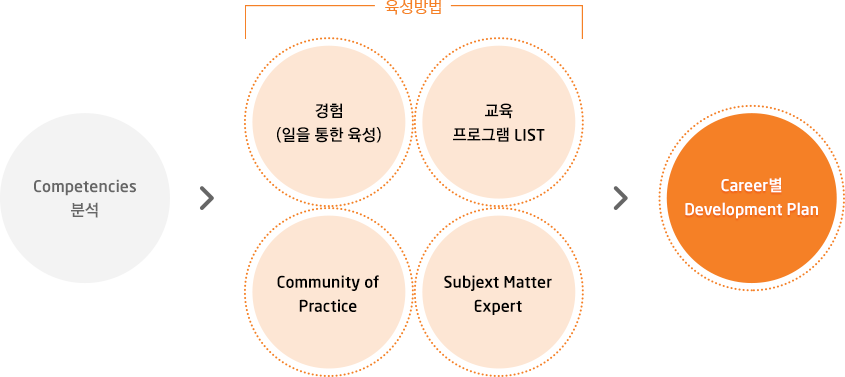 육성방법
Competencies
분석
경험
(일을 통한 육성)
교육
프로그램 LIST
Community of
Practice
Subjext Matter
Expert
Career별
Development Plan